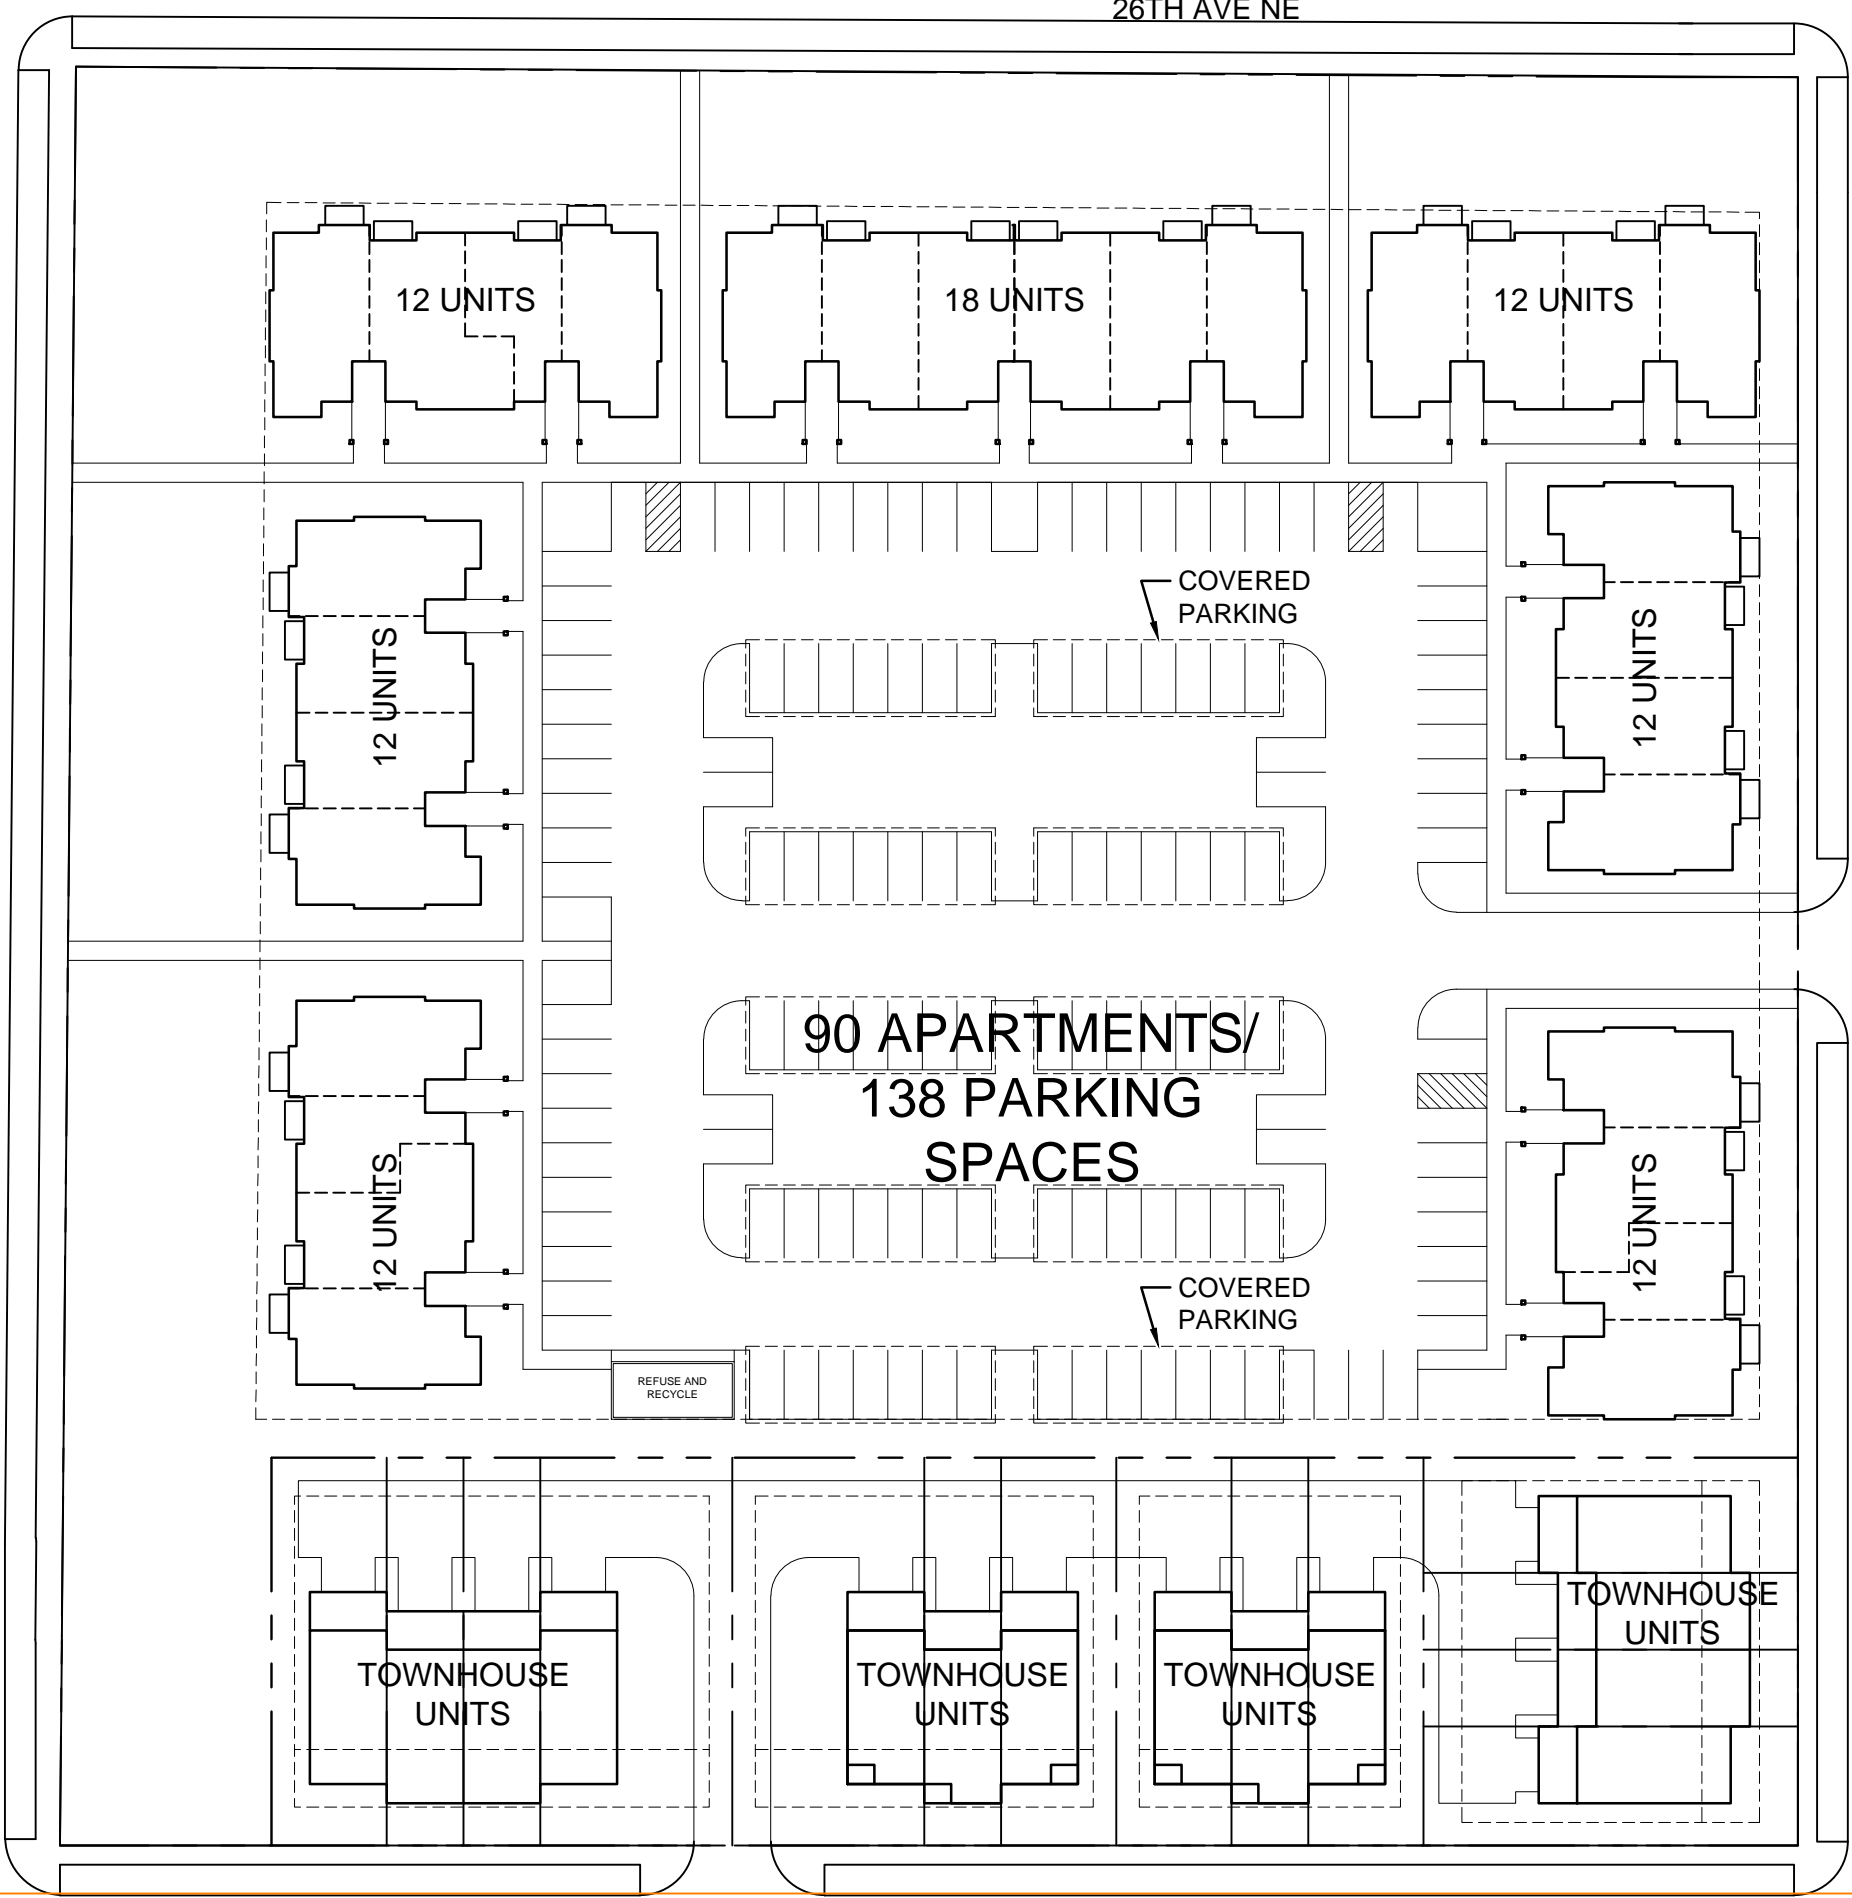 26TH AVE NE
12 UNITS
18 UNITS
12 UNITS
COVERED
PARKING
12 UNITS
12 UNITS
90 APARTMENTS/
138 PARKING
SPACES
12 UNITS
12 UNITS
COVERED
PARKING
REFUSE AND
RECYCLE
TOWNHOUSE
UNITS
TOWNHOUSE
UNITS
TOWNHOUSE
UNITS
TOWNHOUSE
UNITS